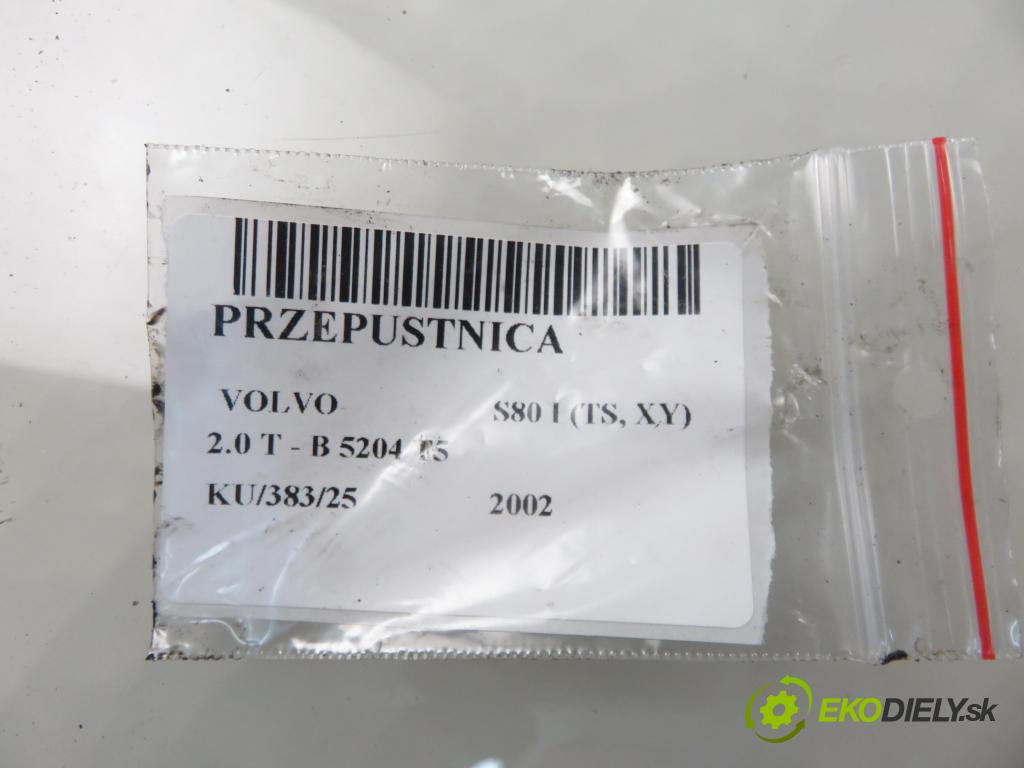 PRZEPUSTNICA
VOLVO S80 I (TS, XY)
2.0 T - B 5204 T5
KU/383/25 2002
EKODIELY.sk